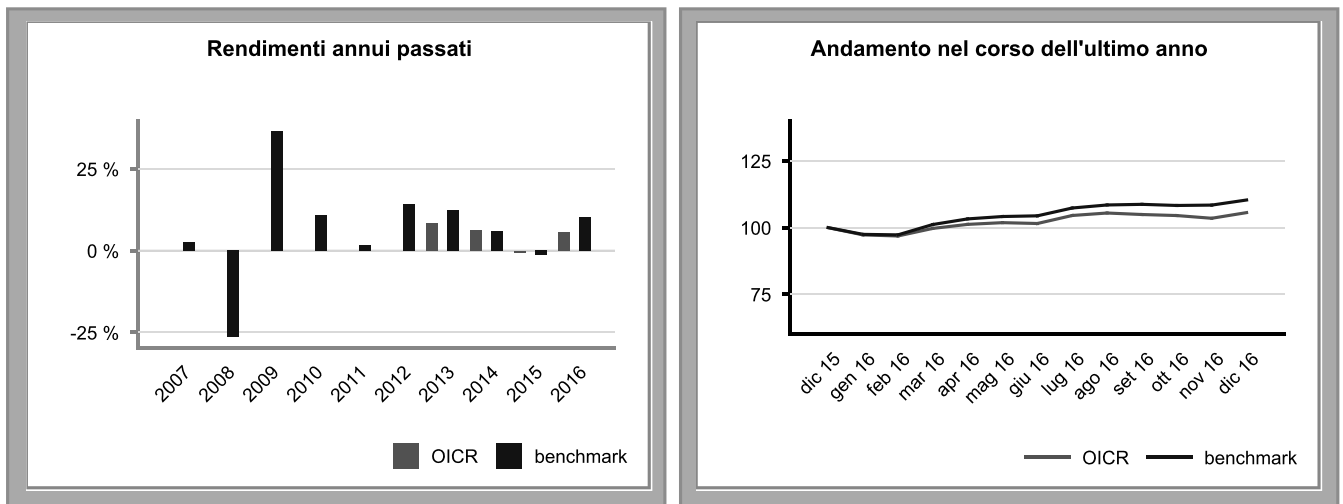 Rendimenti annui passati
25 %
0 %
-25 %
2007
2008
2009
2010
2011
2012
2013
2014
2015
2016
OICR
benchmark
Andamento nel corso dell'ultimo anno
125
100
75
dic 15
gen 16
feb 16
mar 16
apr 16
mag 16
giu 16
lug 16
ago 16
set 16
ott 16
nov 16
dic 16
OICR
benchmark